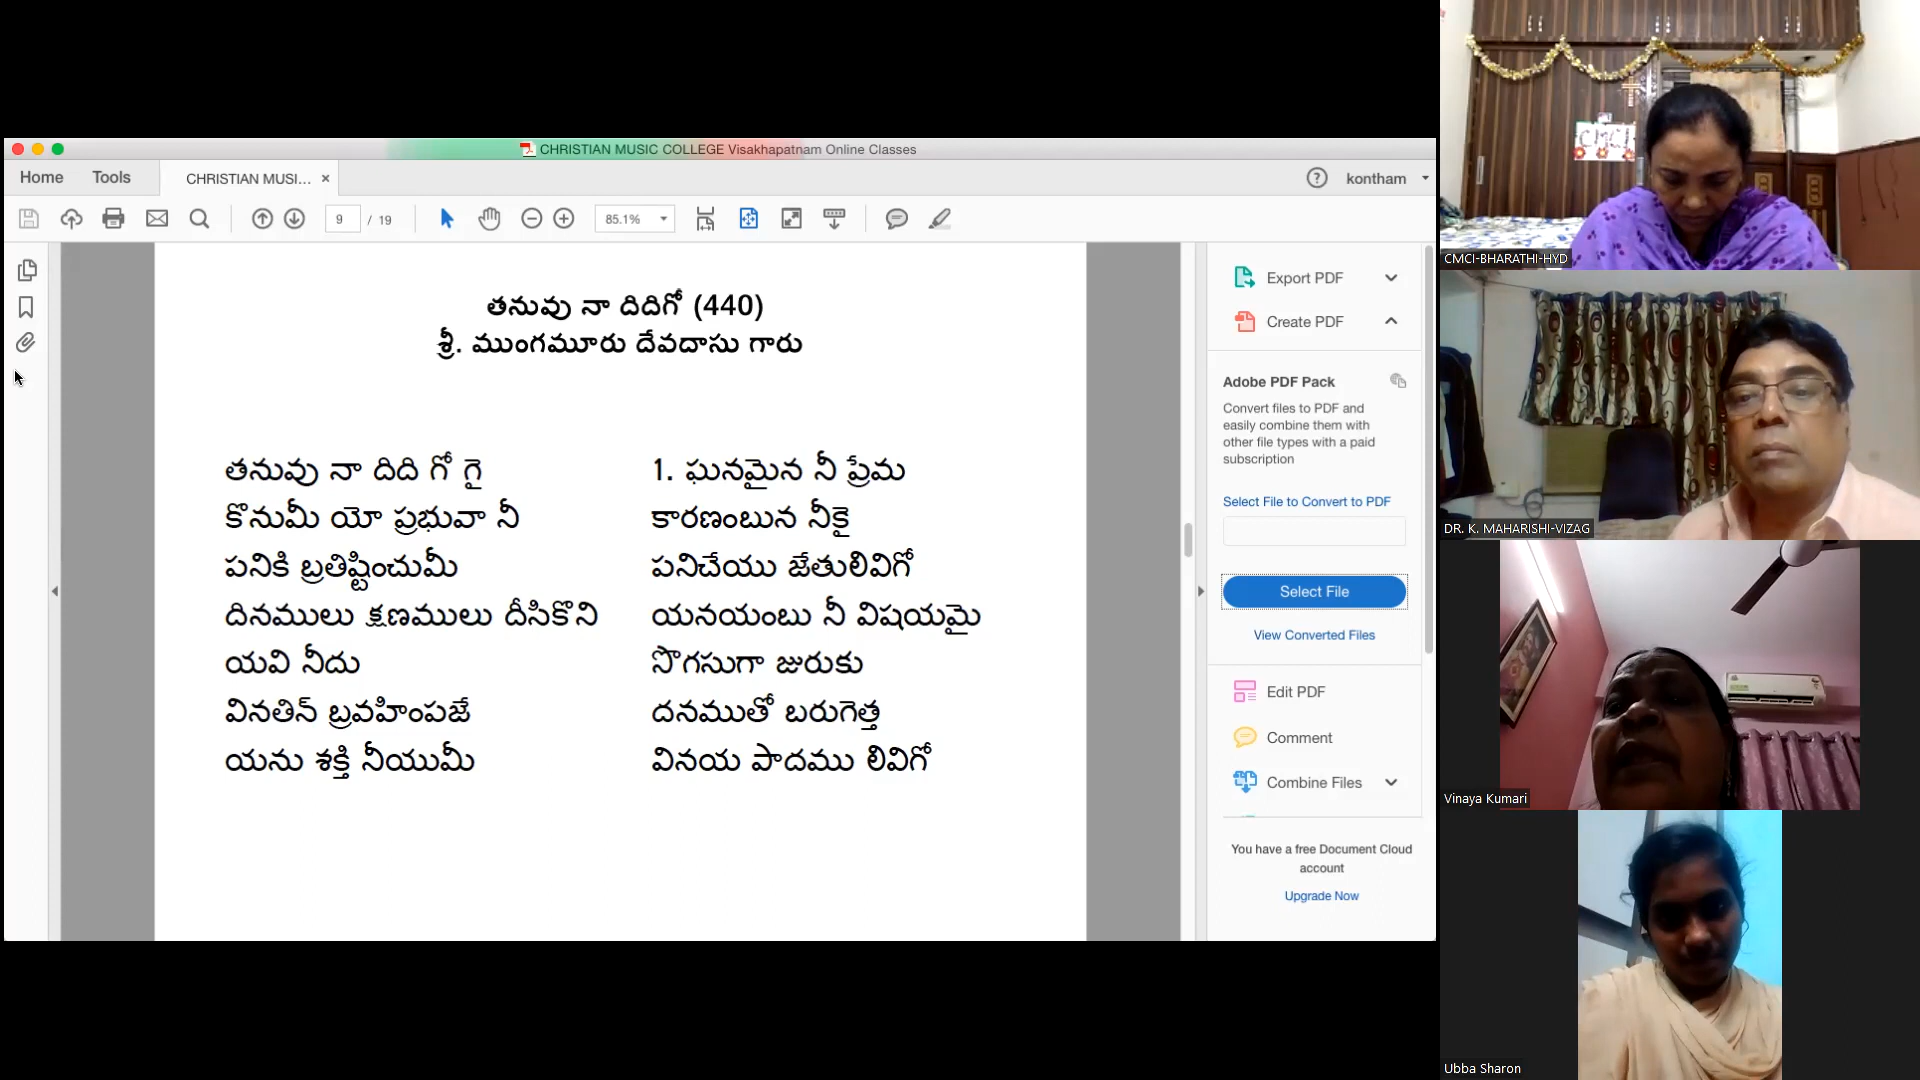 CHRISTIAN MUSIC COLLEGE Visakhapatnam Online Classes
Home Tools CHRISTIAN MUSI... × kontham
9 / 19 85.1%
తనువు నా దిదిగో (440)
శ్రీ. ముంగమూరు దేవదాసు గారు
తనువు నా దిది గో గై
కొనుమీ యో ప్రభువా నీ
పనికి బ్రతిష్టించుమీ
దినములు క్షణములు దీసికొని
యవి నీదు
వినతిన్ బ్రవహింపజే
యను శక్తి నీయుమీ
1. ఘనమైన నీ ప్రేమ
కారణంబున నీకై
పనిచేయు జేతులివిగో
యనయంబు నీ విషయమై
సొగసుగా జురుకు
దనముతో బరుగెత్త
వినయ పాదము లివిగో
Export PDF
Create PDF
Adobe PDF Pack
Convert files to PDF and
easily combine them with
other file types with a paid
subscription
Select File to Convert to PDF
Select File
View Converted Files
Edit PDF
Comment
Combine Files
You have a free Document Cloud
account
Upgrade Now
CMCI
CMCI-BHARATHI-HYD
DR. K. MAHARISHI-VIZAG
Vinaya Kumari
Ubba Sharon